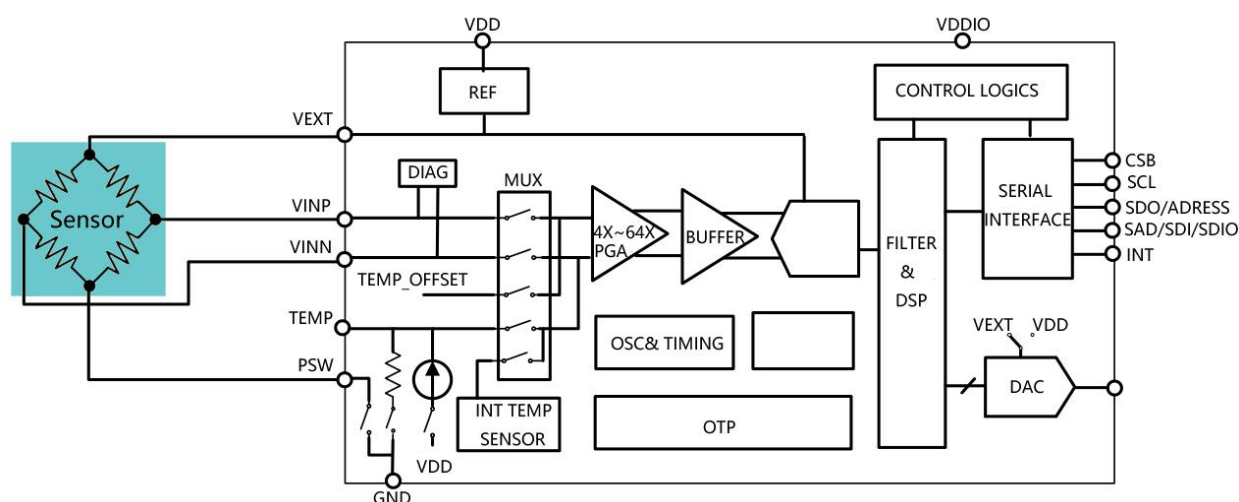 VDD
VDDIO
REF
CONTROL LOGICS
VEXT
DIAG
MUX
CSB
Sensor
VINP
4X~64X
PGA
BUFFER
FILTER
&
DSP
SERIAL
INTERFACE
SCL
SDO/ADRESS
SAD/SDI/SDIO
VINN
INT
TEMP_OFFSET
TEMP
OSC& TIMING
VEXT
VDD
PSW
DAC
INT TEMP
SENSOR
OTP
VDD
GND